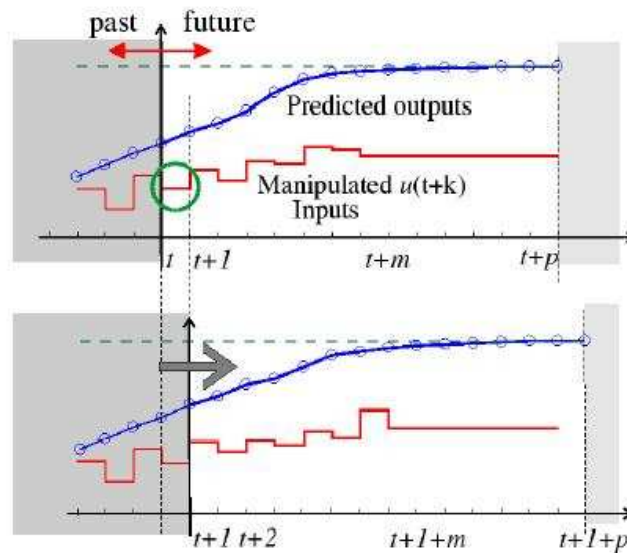 past future
Predicted outputs
Manipulated u(t+k)
Inputs
t t+1 t+m t+p
t+1 t+2 t+1+m t+1+p